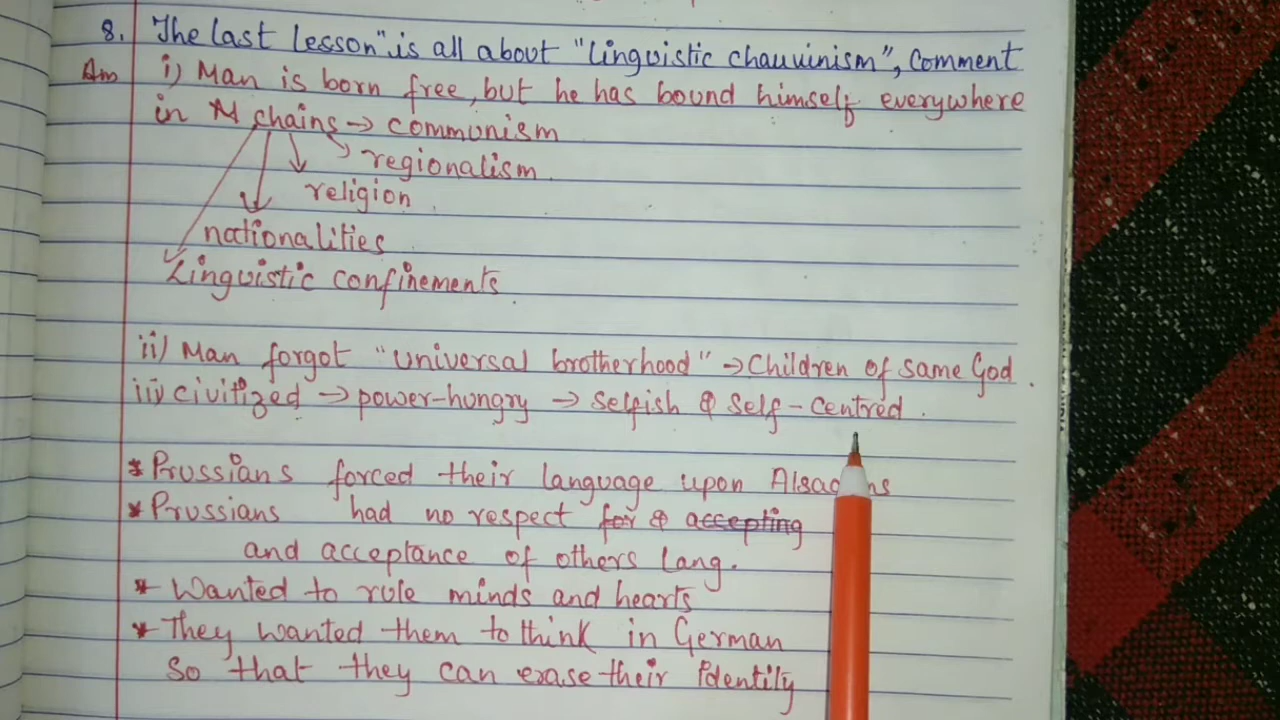 8. "The last lesson" is all about "linguistic chauvinism", comment
Ans i) Man is born free, but he has bound himself everywhere
in chains → communism
regionalism
religion
nationalities
Linguistic confinements
ii) Man forgot "universal brotherhood" → Children of same God.
iii) civilized → power-hungry → selfish & self-centred.
* Prussians forced their language upon
* Prussians had no respect for & accepting
and acceptance of others lang.
* Wanted to rule minds and hearts
* They wanted them to think in German
so that they can erase their identity